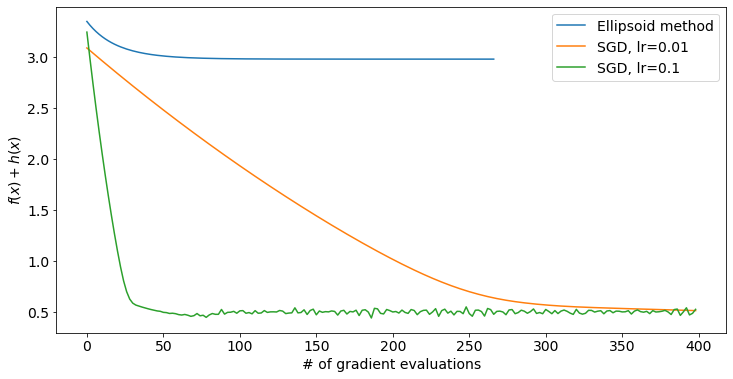 Ellipsoid method
SGD, lr=0.01
SGD, lr=0.1
f(x) + h(x)
3.0
2.5
2.0
1.5
1.0
0.5
0 50 100 150 200 250 300 350 400
# of gradient evaluations